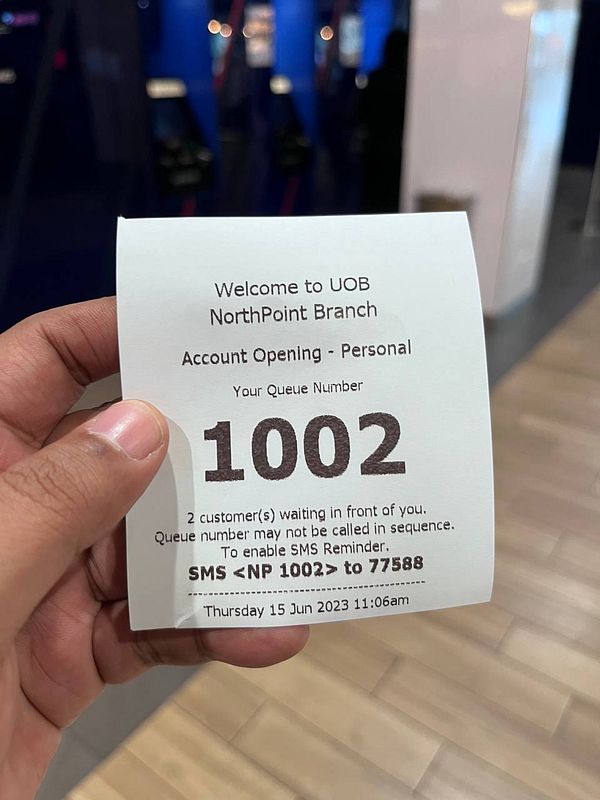 Welcome to UOB
NorthPoint Branch
Account Opening - Personal
Your Queue Number
1002
2 customer(s) waiting in front of you.
Queue number may not be called in sequence.
To enable SMS Reminder,
SMS <NP 1002> to 77588
Thursday 15 Jun 2023 11:06am